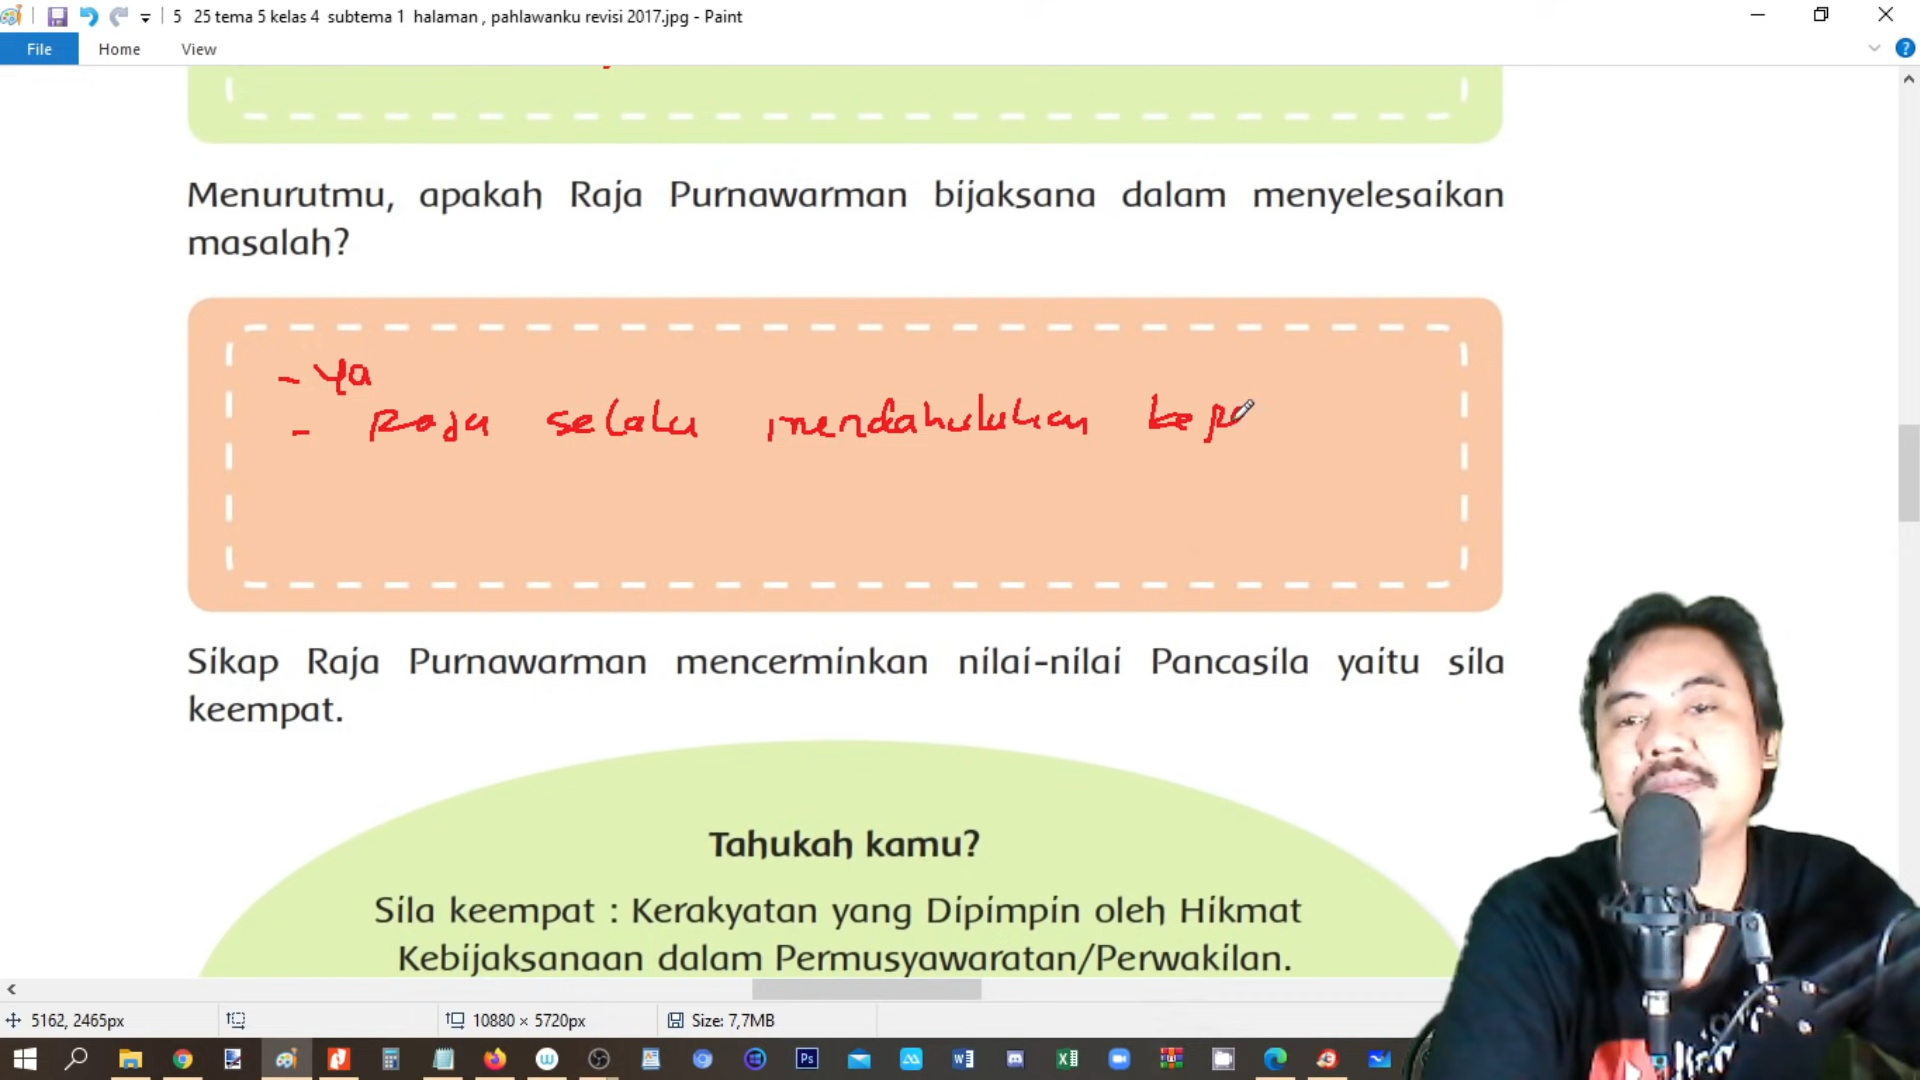 5 25 tema 5 kelas 4 subtema 1 halaman , pahlawanku revisi 2017.jpg - Paint
File Home View
Menurutmu, apakah Raja Purnawarman bijaksana dalam menyelesaikan
masalah?
- Ya
- Raja selalu mendahulukan kepe
Sikap Raja Purnawarman mencerminkan nilai-nilai Pancasila yaitu sila
keempat.
Tahukah kamu?
Sila keempat : Kerakyatan yang Dipimpin oleh Hikmat
Kebijaksanaan dalam Permusyawaratan/Perwakilan.
5162, 2465px 10880 × 5720px Size: 7,7MB